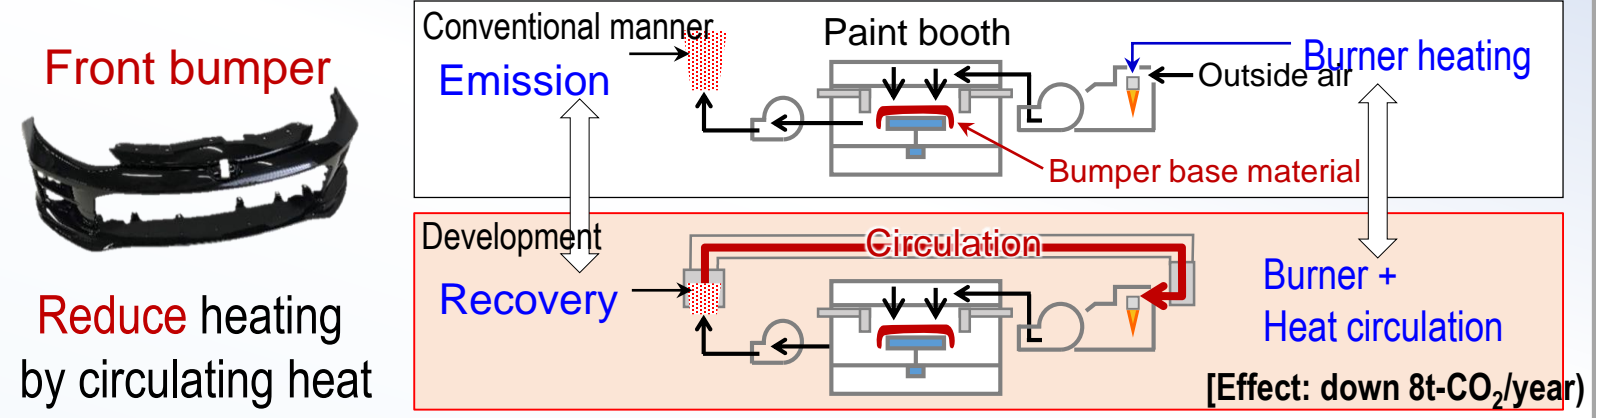 Front bumper
Reduce heating
by circulating heat
Conventional manner
Emission
Paint booth
Burner heating
Outside air
Bumper base material
Development
Circulation
Recovery
Burner +
Heat circulation
[Effect: down 8t-CO₂/year)